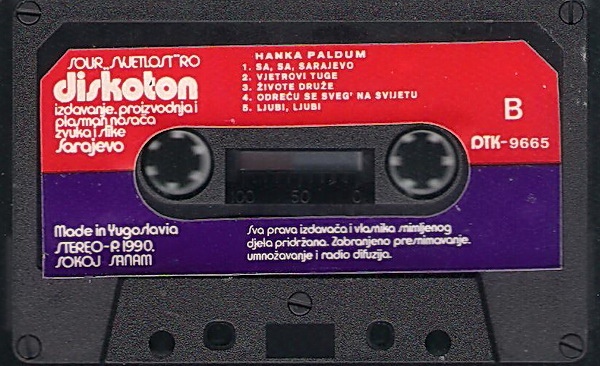 SOUR „SVJETLOST" RO
diskoton
izdavanje, proizvodnja i
plasman nosača
zvuka i slike
Sarajevo
HANKA PALDUM
1. SA, SA, SARAJEVO
2. VJETROVI TUGE
3. ŽIVOTE DRUŽE
4. ODREĆU SE SVEG' NA SVIJETU
5. LJUBI, LJUBI
B
DTK-9665
100 50 0
Made in Yugoslavia
STEREO-P.1990.
SOKOJ SANAM
Sva prava izdavača i vlasnika snimljenog
djela pridržana. Zabranjeno presnimavanje,
umnožavanje i radio difuzija.